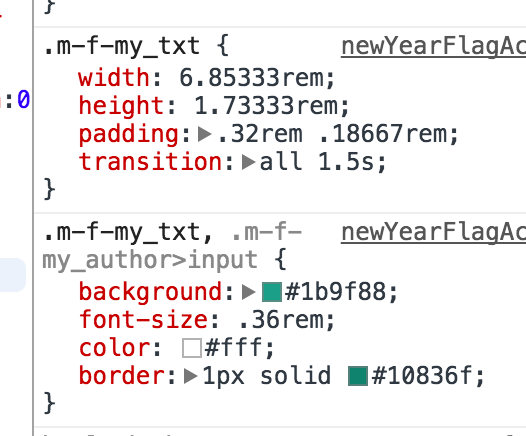 }
.m-f-my_txt { newYearFlagAc
width: 6.85333rem;
:0
height: 1.73333rem;
padding: .32rem .18667rem;
transition: all 1.5s;
}
.m-f-my_txt, .m-f- newYearFlagAc
my_author>input {
background: #1b9f88;
font-size: .36rem;
color: #fff;
border: 1px solid #10836f;
}